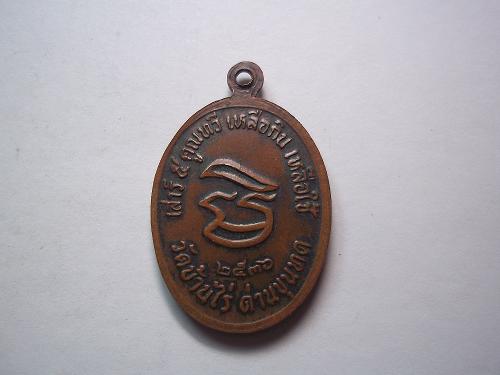 เสาร์ ๕ คูณทวี เหลือกิน เหลือใช้
๒๕๓๖
วัดบ้านไร่ ด่านขุนทด